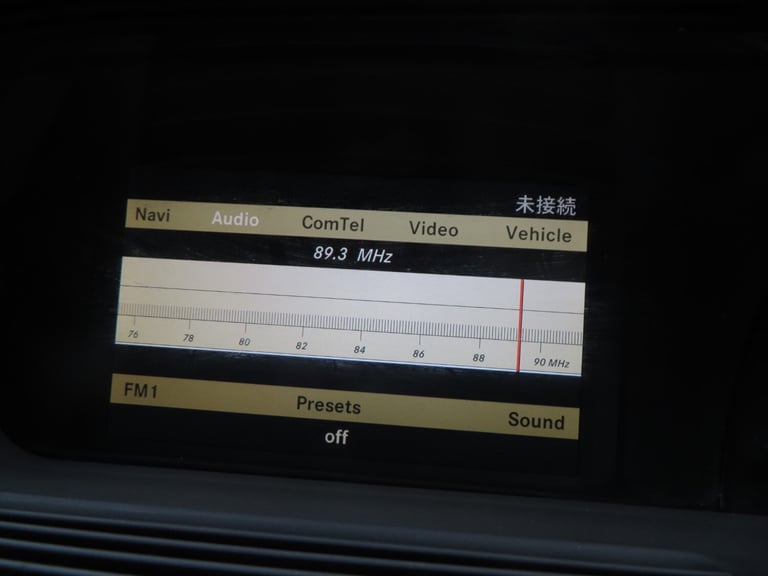 未接続
Navi Audio ComTel Video Vehicle
89.3 MHz
76 78 80 82 84 86 88 90 MHz
FM1 Presets Sound
off